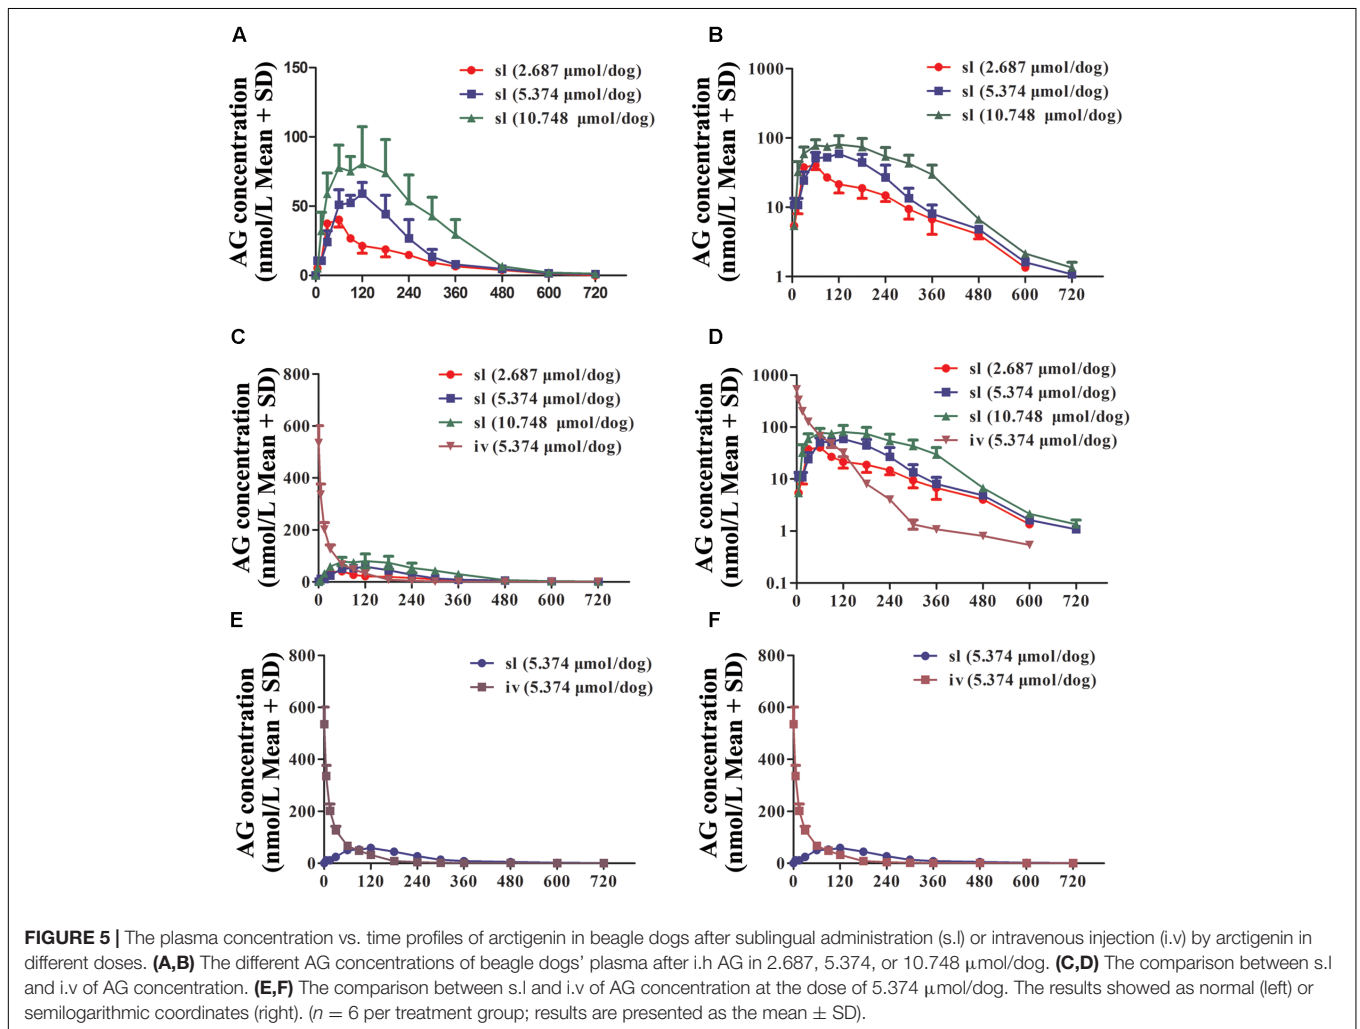 A
AG concentration
(nmol/L Mean + SD)
150
100
50
0
0 120 240 360 480 600 720
sl (2.687 μmol/dog)
sl (5.374 μmol/dog)
sl (10.748 μmol/dog)
B
AG concentration
(nmol/L Mean + SD)
1000
100
10
1
0 120 240 360 480 600 720
sl (2.687 μmol/dog)
sl (5.374 μmol/dog)
sl (10.748 μmol/dog)
C
AG concentration
(nmol/L Mean + SD)
800
600
400
200
0
0 120 240 360 480 600 720
sl (2.687 μmol/dog)
sl (5.374 μmol/dog)
sl (10.748 μmol/dog)
iv (5.374 μmol/dog)
D
AG concentration
(nmol/L Mean + SD)
1000
100
10
1
0.1
0 120 240 360 480 600 720
sl (2.687 μmol/dog)
sl (5.374 μmol/dog)
sl (10.748 μmol/dog)
iv (5.374 μmol/dog)
E
AG concentration
(nmol/L Mean + SD)
800
600
400
200
0
0 120 240 360 480 600 720
sl (5.374 μmol/dog)
iv (5.374 μmol/dog)
F
AG concentration
(nmol/L Mean + SD)
800
600
400
200
0
0 120 240 360 480 600 720
sl (5.374 μmol/dog)
iv (5.374 μmol/dog)
FIGURE 5 | The plasma concentration vs. time profiles of arctigenin in beagle dogs after sublingual administration (s.l) or intravenous injection (i.v) by arctigenin in
different doses. (A,B) The different AG concentrations of beagle dogs' plasma after i.h AG in 2.687, 5.374, or 10.748 μmol/dog. (C,D) The comparison between s.l
and i.v of AG concentration. (E,F) The comparison between s.l and i.v of AG concentration at the dose of 5.374 μmol/dog. The results showed as normal (left) or
semilogarithmic coordinates (right). (n = 6 per treatment group; results are presented as the mean ± SD).